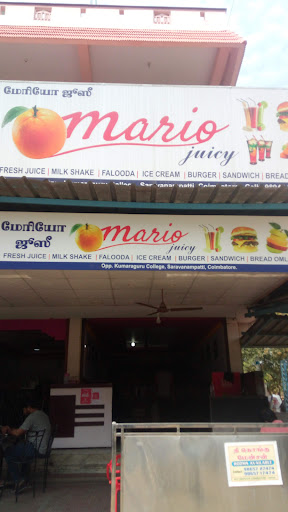 மேரியோ ஜூஸீ
mario
juicy
FRESH JUICE | MILK SHAKE | FALOODA | ICE CREAM | BURGER | SANDWICH | BREAD
Saravanampatti
மேரியோ
ஜூஸீ
mario
juicy
FRESH JUICE | MILK SHAKE | FALOODA | ICE CREAM | BURGER | SANDWICH | BREAD OML
Opp. Kumaraguru College, Saravanampatti, Coimbatore.